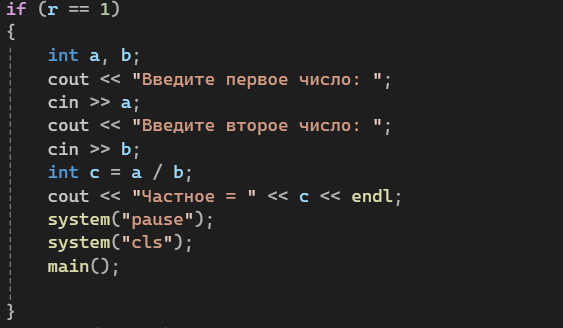 if (r == 1)
{
int a, b;
cout << "Введите первое число: ";
cin >> a;
cout << "Введите второе число: ";
cin >> b;
int c = a / b;
cout << "Частное = " << c << endl;
system("pause");
system("cls");
main();
}